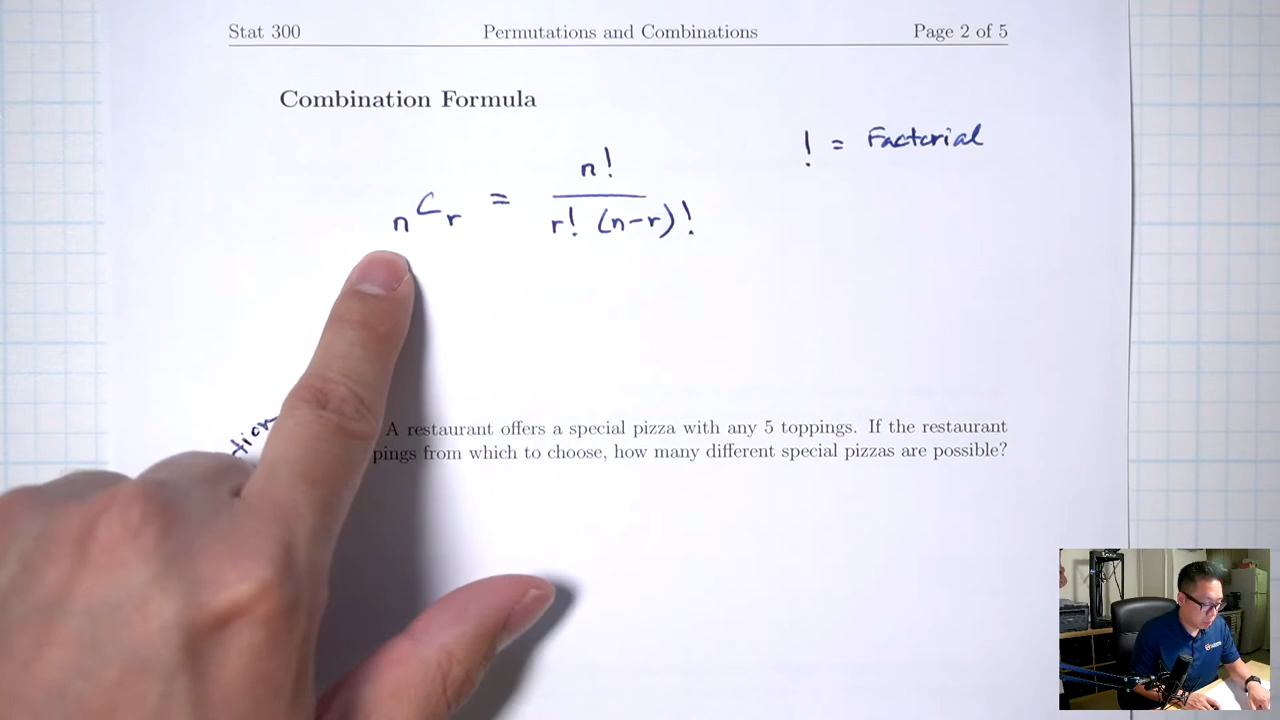 Stat 300 Permutations and Combinations Page 2 of 5
Combination Formula
! = Factorial
nCr = n! / r! (n-r)!
A restaurant offers a special pizza with any 5 toppings. If the restaurant
pings from which to choose, how many different special pizzas are possible?
tion